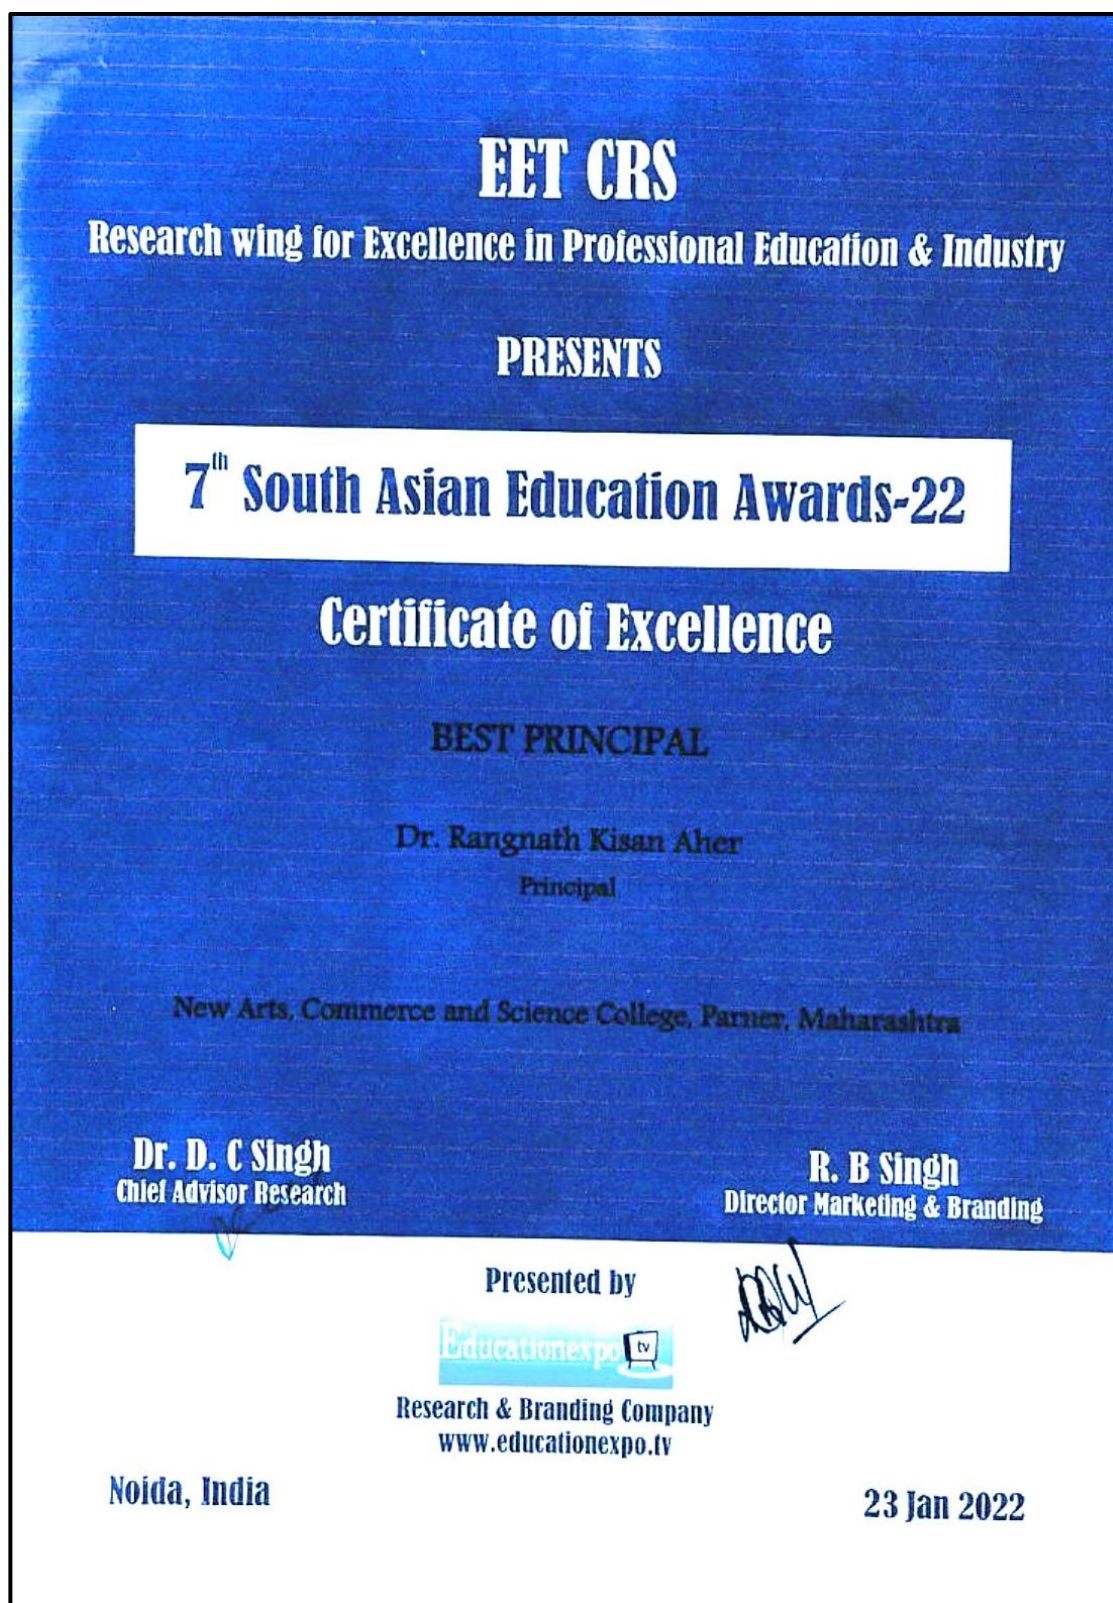 EET CRS
Research wing for Excellence in Professional Education & Industry
PRESENTS
7th South Asian Education Awards-22
Certificate of Excellence
BEST PRINCIPAL
Dr. Rangnath Kisan Aher
Principal
New Arts, Commerce and Science College, Parner, Maharashtra
Dr. D. C Singh
Chief Advisor Research
R. B Singh
Director Marketing & Branding
Presented by
Educationexpo tv
Research & Branding Company
www.educationexpo.tv
Noida, India
23 Jan 2022